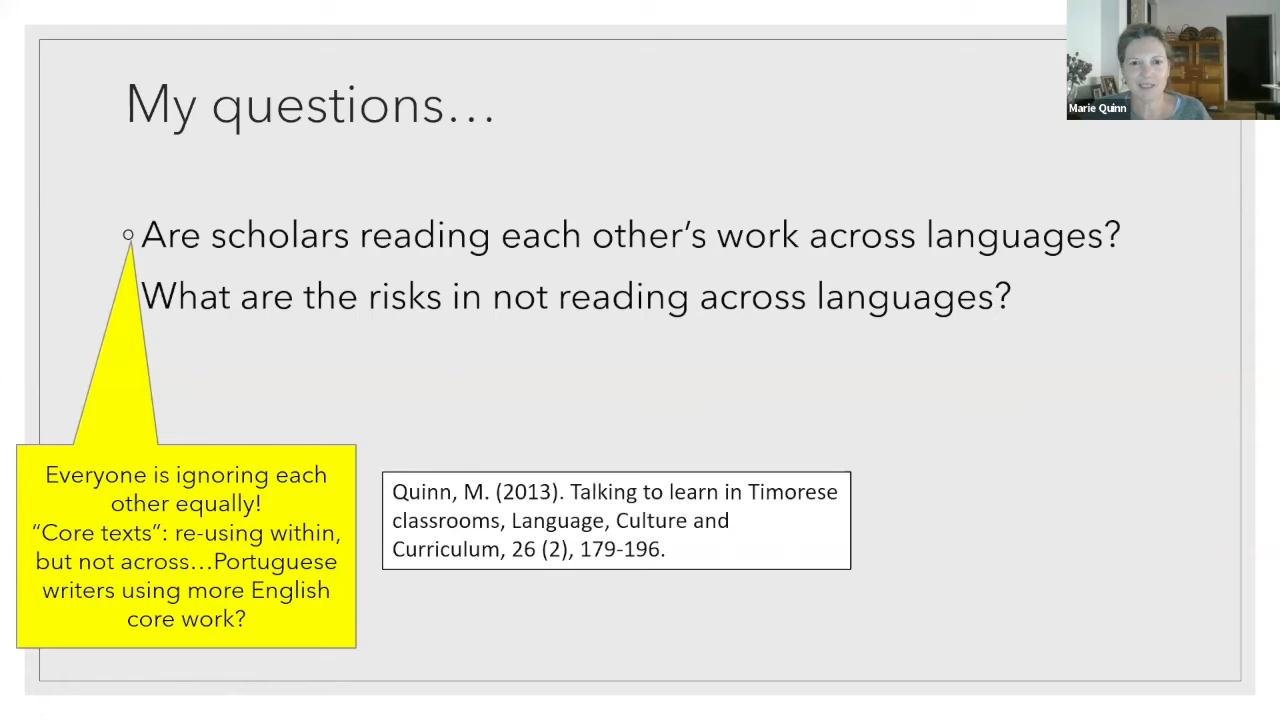 My questions…
Are scholars reading each other’s work across languages?
What are the risks in not reading across languages?
Everyone is ignoring each
other equally!
“Core texts”: re-using within,
but not across…Portuguese
writers using more English
core work?
Quinn, M. (2013). Talking to learn in Timorese
classrooms, Language, Culture and
Curriculum, 26 (2), 179-196.
Marie Quinn